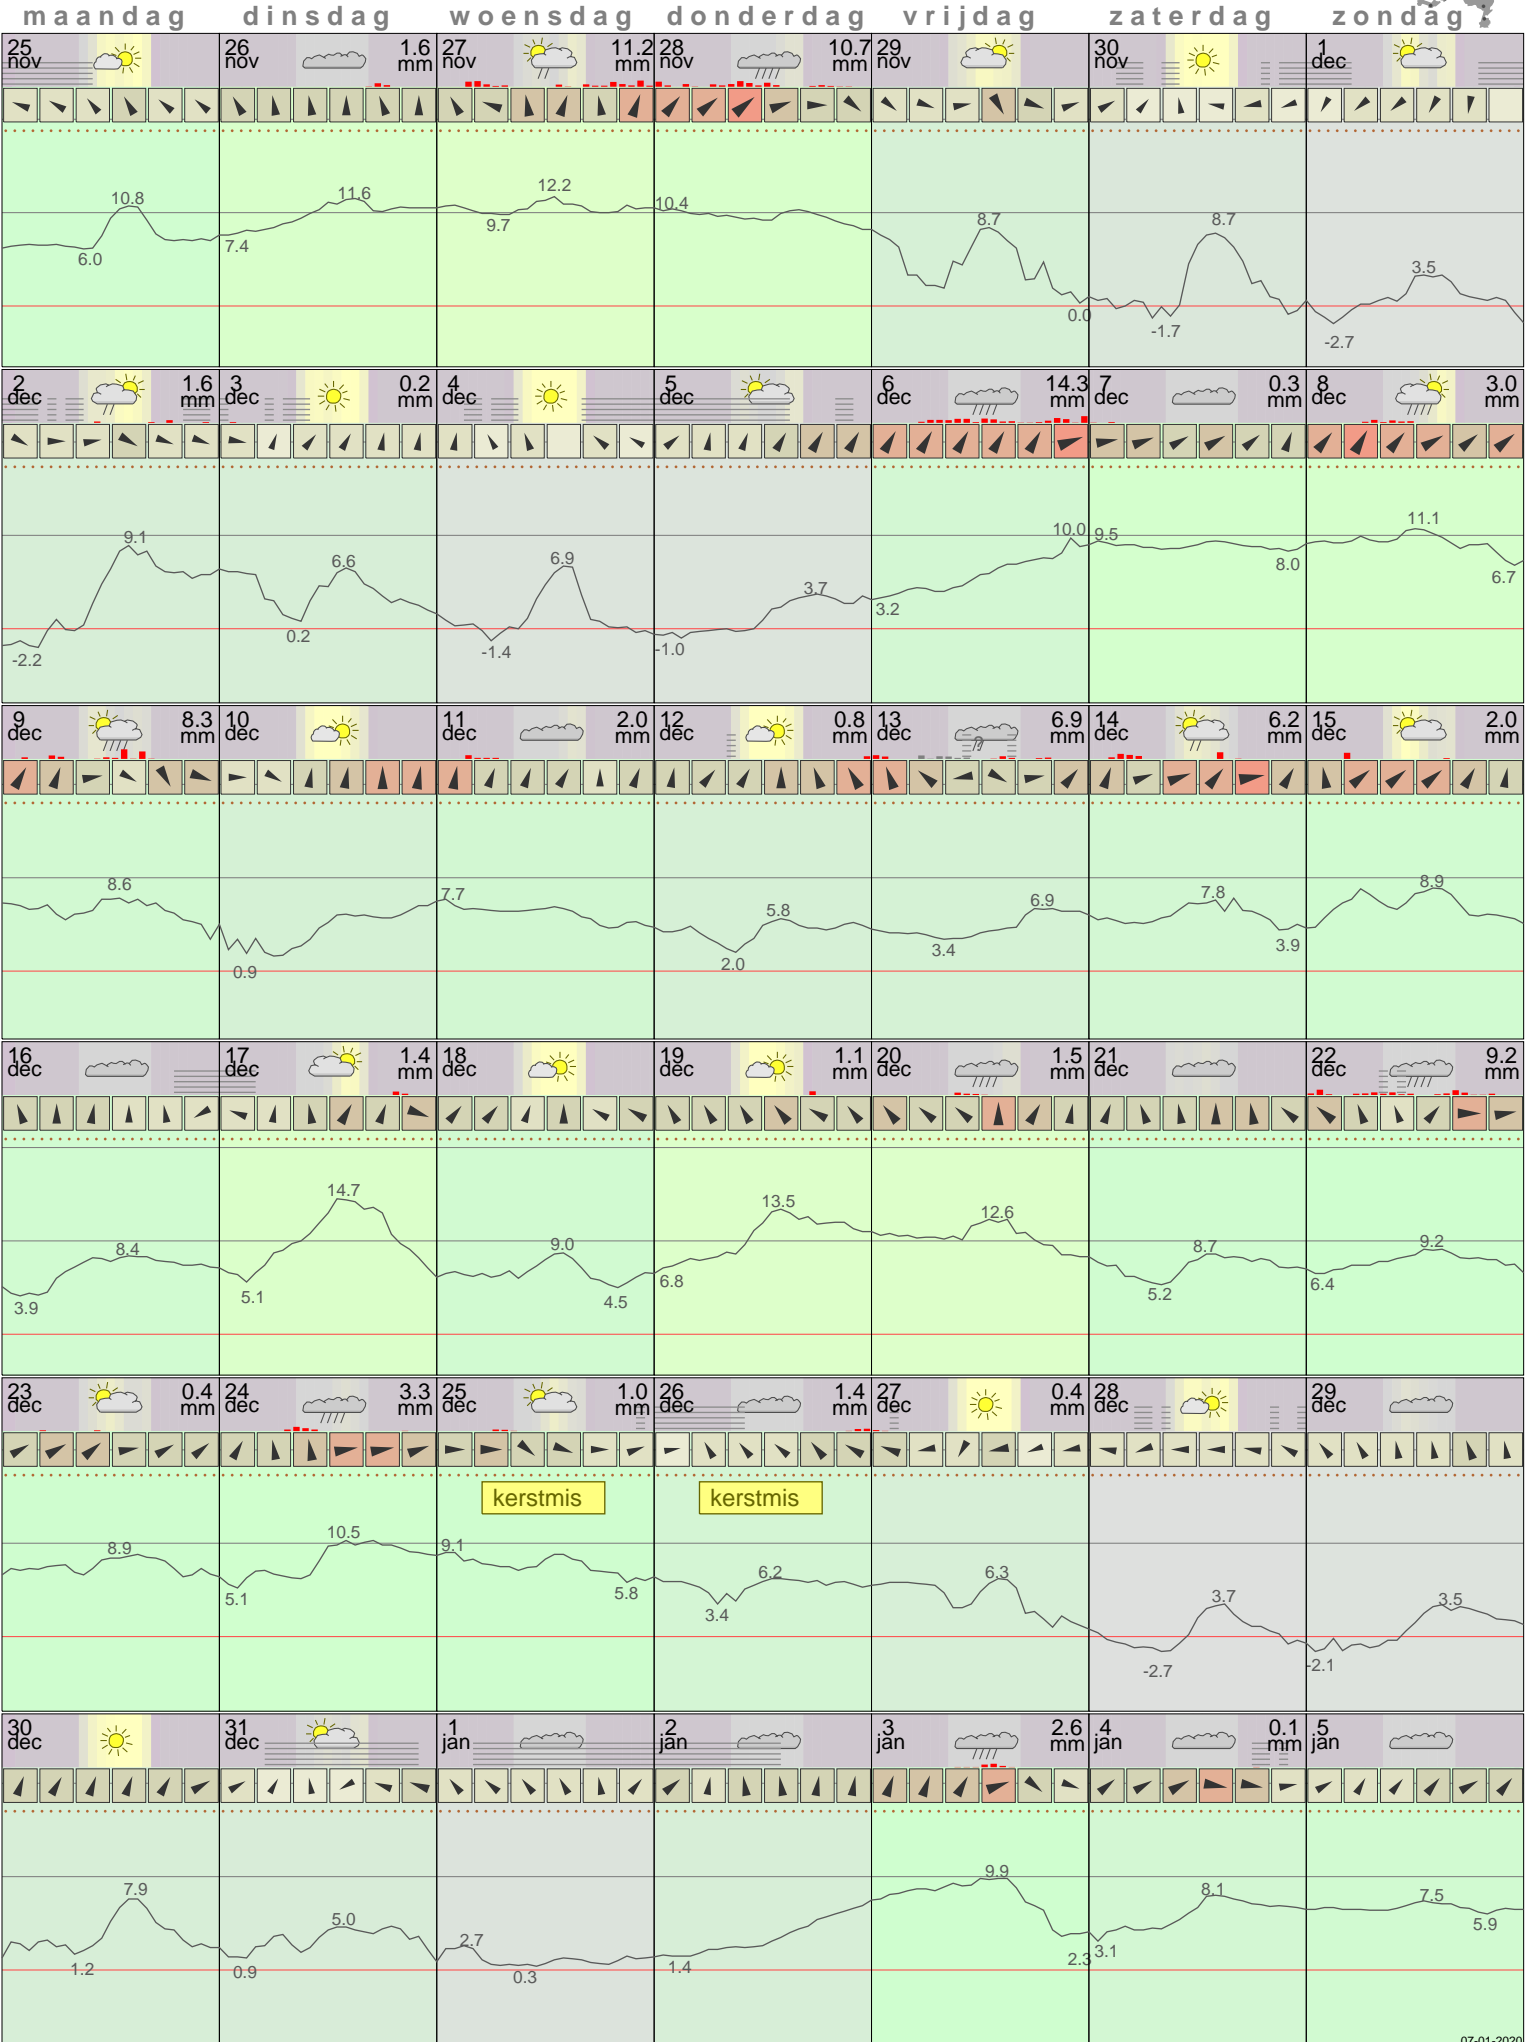 maandag dinsdag woensdag donderdag vrijdag zaterdag zondag
25 nov 26 nov 1.6 mm 27 nov 11.2 mm 28 nov 10.7 mm 29 nov 30 nov 1 dec
10.8 11.6 12.2 10.4 8.7 8.7 3.5
6.0 7.4 9.7 0.0 -1.7 -2.7
2 dec 1.6 mm 3 dec 0.2 mm 4 dec 5 dec 6 dec 14.3 mm 7 dec 0.3 mm 8 dec 3.0 mm
9.1 6.6 6.9 3.7 10.0 9.5 11.1
-2.2 0.2 -1.4 -1.0 3.2 8.0 6.7
9 dec 8.3 mm 10 dec 11 dec 2.0 mm 12 dec 0.8 mm 13 dec 6.9 mm 14 dec 6.2 mm 15 dec 2.0 mm
?
8.6 7.7 5.8 6.9 7.8 8.9
0.9 2.0 3.4 3.9
16 dec 17 dec 1.4 mm 18 dec 19 dec 1.1 mm 20 dec 1.5 mm 21 dec 22 dec 9.2 mm
8.4 14.7 9.0 13.5 12.6 8.7 9.2
3.9 5.1 4.5 6.8 5.2 6.4
23 dec 0.4 mm 24 dec 3.3 mm 25 dec 1.0 mm 26 dec 1.4 mm 27 dec 0.4 mm 28 dec 29 dec
kerstmis kerstmis
8.9 10.5 9.1 6.2 6.3 3.7 3.5
5.1 5.8 3.4 -2.7 -2.1
30 dec 31 dec 1 jan 2 jan 3 jan 2.6 mm 4 jan 0.1 mm 5 jan
7.9 5.0 2.7 9.9 8.1 7.5
1.2 0.9 0.3 1.4 2.3 3.1 5.9
07-01-2020